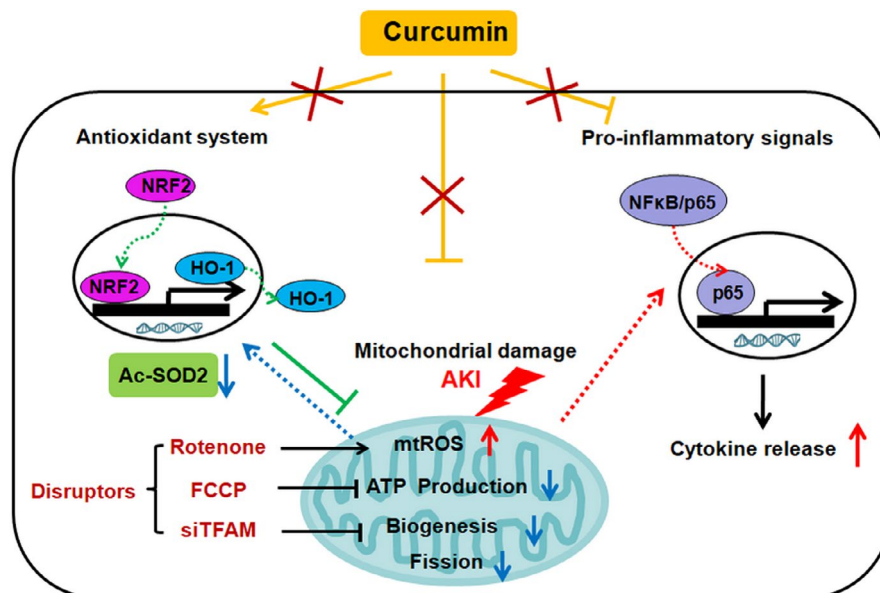 Curcumin
Antioxidant system
Pro-inflammatory signals
NRF2
NFκB/p65
NRF2
HO-1
HO-1
p65
Ac-SOD2
Mitochondrial damage
AKI
Cytokine release
Disruptors
Rotenone
FCCP
siTFAM
mtROS
ATP Production
Biogenesis
Fission